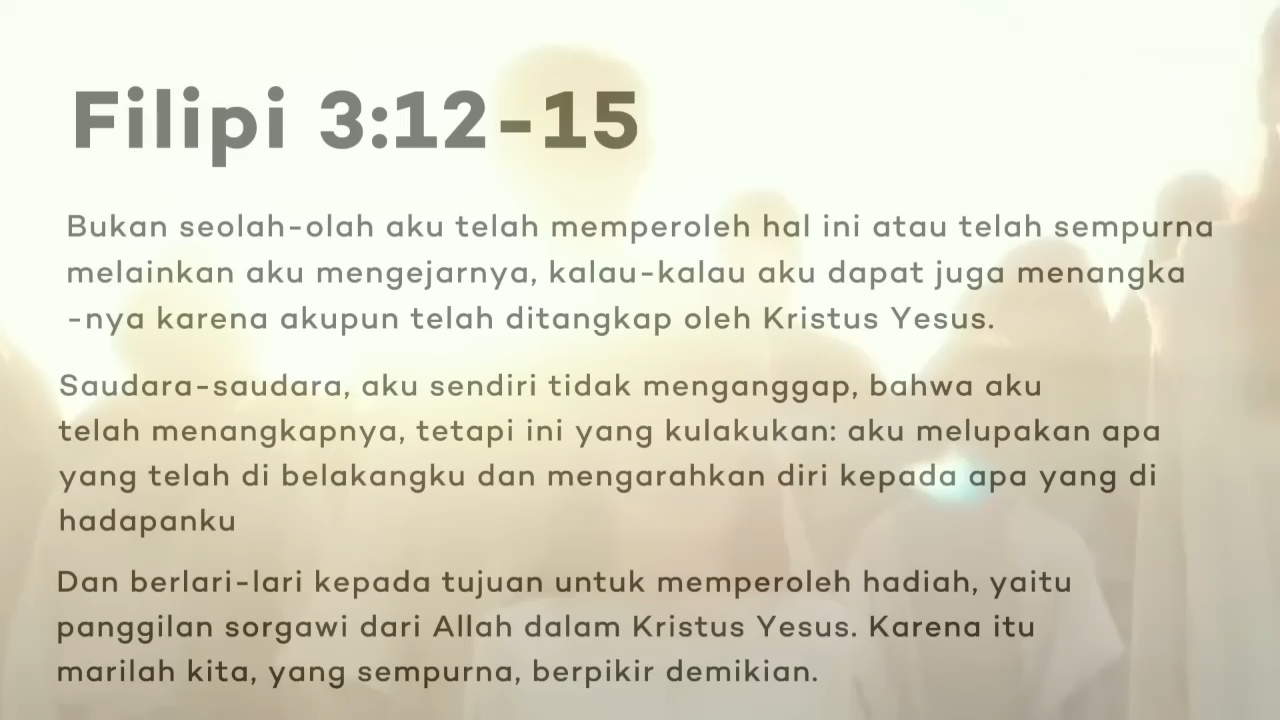 Filipi 3:12-15
Bukan seolah-olah aku telah memperoleh hal ini atau telah sempurna
melainkan aku mengejarnya, kalau-kalau aku dapat juga menangka
-nya karena akupun telah ditangkap oleh Kristus Yesus.
Saudara-saudara, aku sendiri tidak menganggap, bahwa aku
telah menangkapnya, tetapi ini yang kulakukan: aku melupakan apa
yang telah di belakangku dan mengarahkan diri kepada apa yang di
hadapanku
Dan berlari-lari kepada tujuan untuk memperoleh hadiah, yaitu
panggilan sorgawi dari Allah dalam Kristus Yesus. Karena itu
marilah kita, yang sempurna, berpikir demikian.